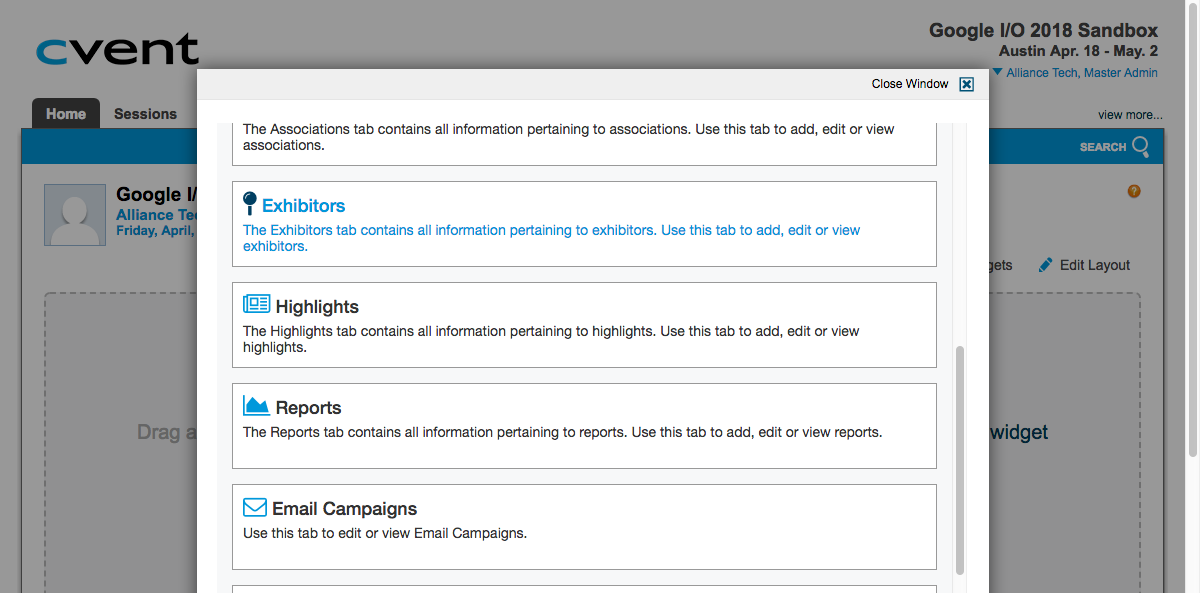 cvent
Google I/O 2018 Sandbox
Austin Apr. 18 - May. 2
Alliance Tech, Master Admin
Close Window
Home
Sessions
view more...
SEARCH
Google I/
Alliance Te
Friday, April,
gets
Edit Layout
Drag a
widget
The Associations tab contains all information pertaining to associations. Use this tab to add, edit or view
associations.
Exhibitors
The Exhibitors tab contains all information pertaining to exhibitors. Use this tab to add, edit or view
exhibitors.
Highlights
The Highlights tab contains all information pertaining to highlights. Use this tab to add, edit or view
highlights.
Reports
The Reports tab contains all information pertaining to reports. Use this tab to add, edit or view reports.
Email Campaigns
Use this tab to edit or view Email Campaigns.